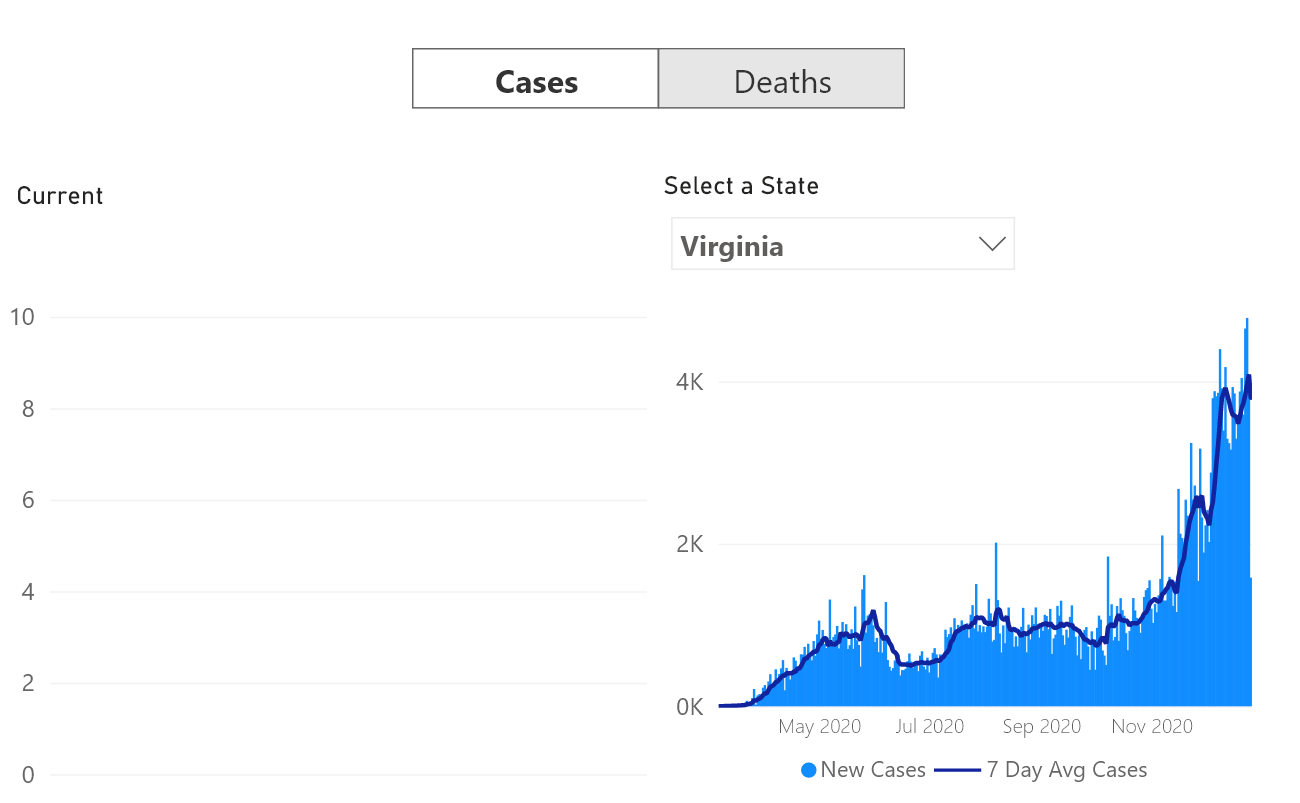 Cases Deaths
Current
10
8
6
4
2
0
Select a State
Virginia
4K
2K
0K
May 2020 Jul 2020 Sep 2020 Nov 2020
New Cases 7 Day Avg Cases